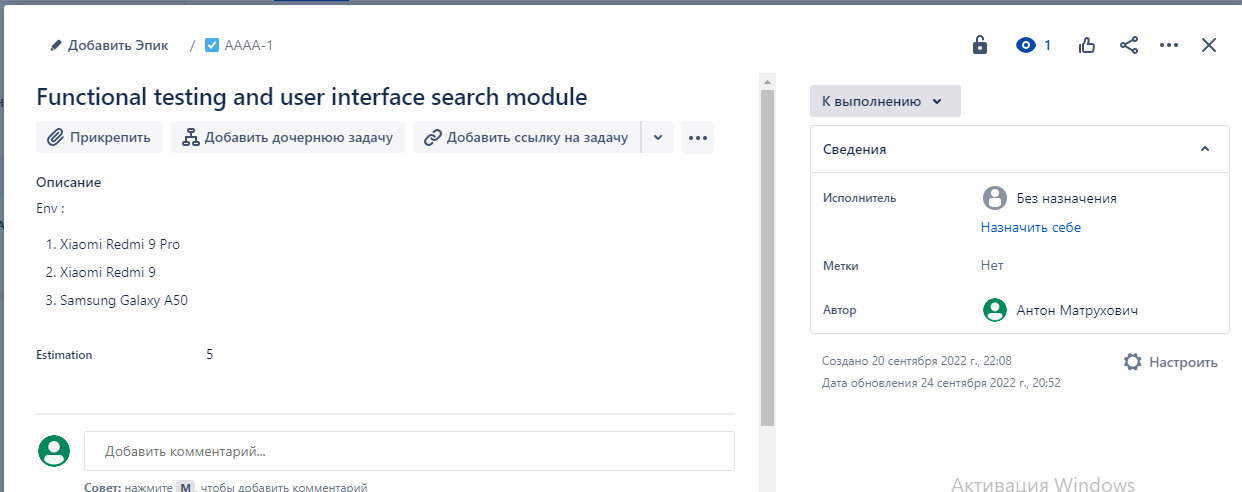 Добавить Эпик / AAAA-1
1
Functional testing and user interface search module
Прикрепить
Добавить дочернюю задачу
Добавить ссылку на задачу
Описание
Env :
1. Xiaomi Redmi 9 Pro
2. Xiaomi Redmi 9
3. Samsung Galaxy A50
Estimation 5
Добавить комментарий...
Совет: нажмите M, чтобы добавить комментарий
К выполнению
Сведения
Исполнитель Без назначения
Назначить себе
Метки Нет
Автор Антон Матрухович
Создано 20 сентября 2022 г., 22:08
Настроить
Дата обновления 24 сентября 2022 г., 20:52
Активация Windows